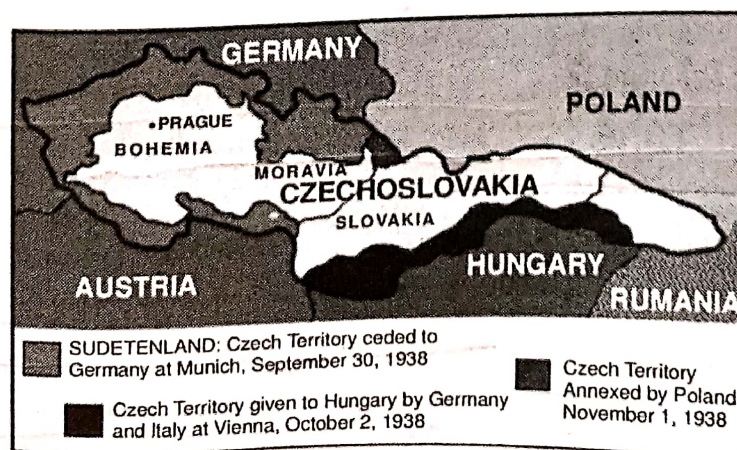 GERMANY
POLAND
•PRAGUE
BOHEMIA
MORAVIA
CZECHOSLOVAKIA
SLOVAKIA
HUNGARY
AUSTRIA
RUMANIA
SUDETENLAND: Czech Territory ceded to
Germany at Munich, September 30, 1938
Czech Territory given to Hungary by Germany
and Italy at Vienna, October 2, 1938
Czech Territory
Annexed by Poland
November 1, 1938